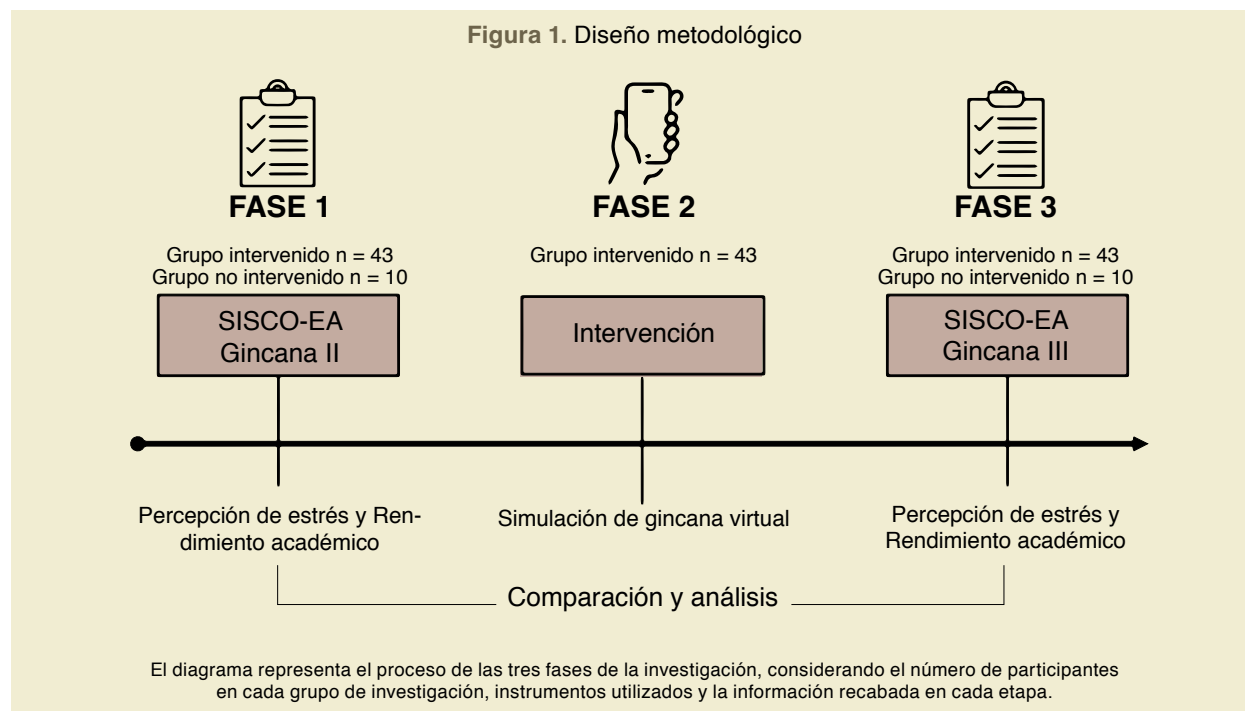 Figura 1. Diseño metodológico
FASE 1
Grupo intervenido n = 43
Grupo no intervenido n = 10
SISCO-EA
Gincana II
Percepción de estrés y Ren-
dimiento académico
FASE 2
Grupo intervenido n = 43
Intervención
Simulación de gincana virtual
FASE 3
Grupo intervenido n = 43
Grupo no intervenido n = 10
SISCO-EA
Gincana III
Percepción de estrés y
Rendimiento académico
Comparación y análisis
El diagrama representa el proceso de las tres fases de la investigación, considerando el número de participantes
en cada grupo de investigación, instrumentos utilizados y la información recabada en cada etapa.